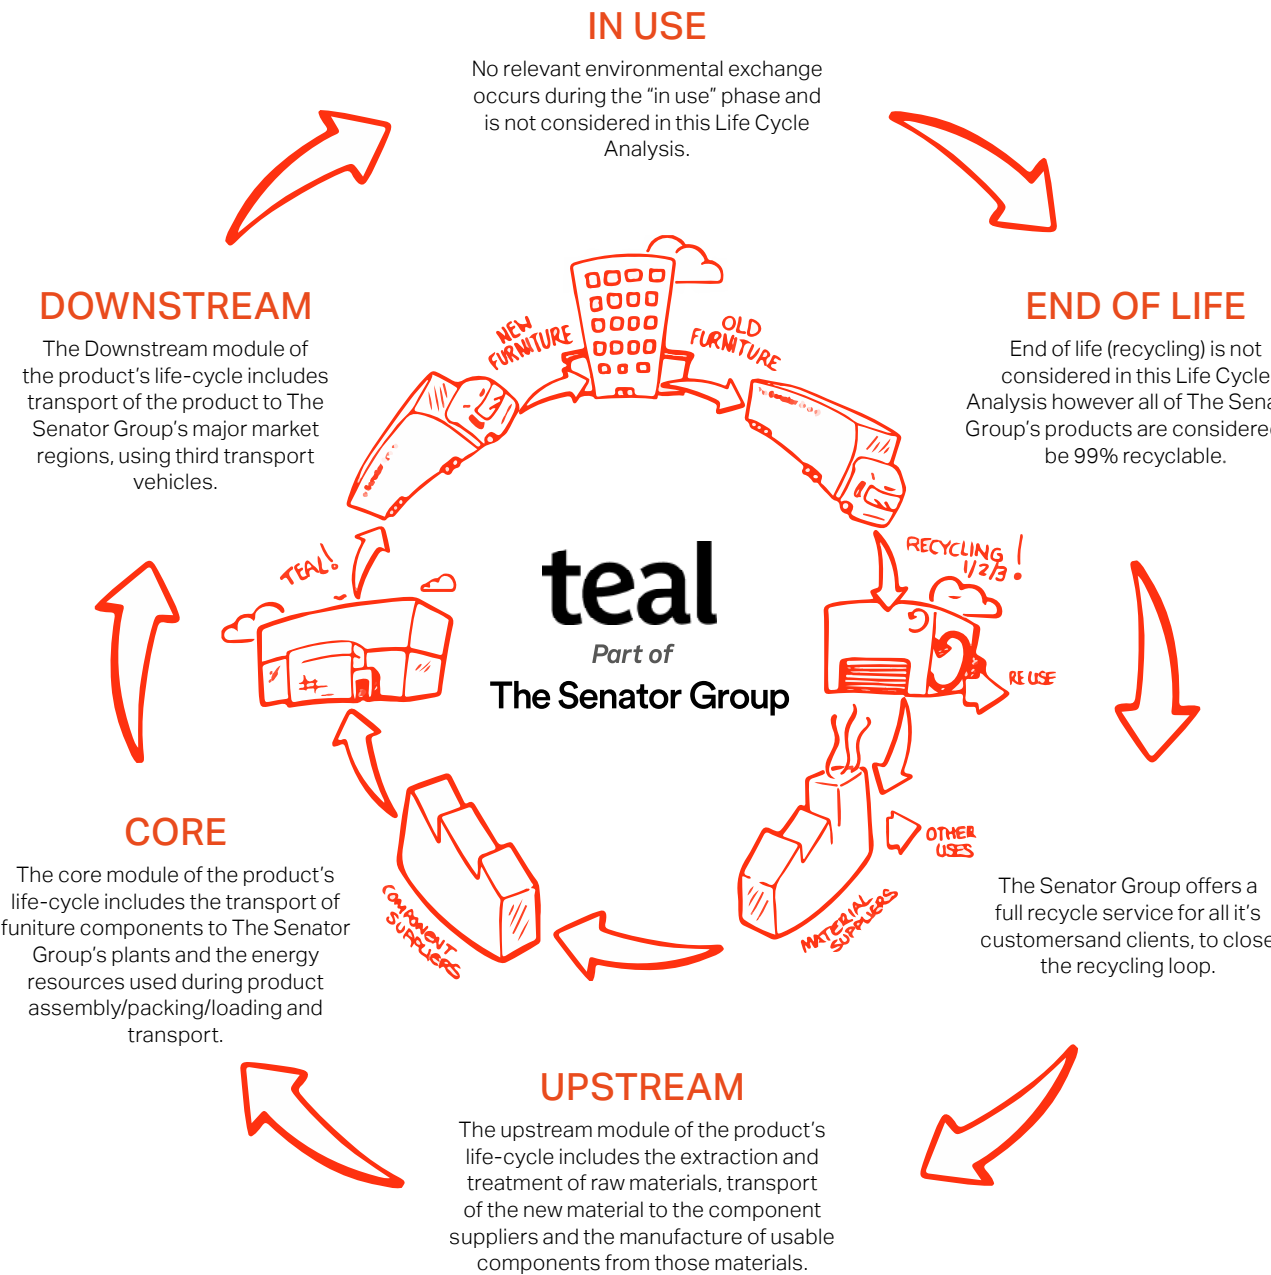 IN USE
No relevant environmental exchange
occurs during the “in use” phase and
is not considered in this Life Cycle
Analysis.
DOWNSTREAM
The Downstream module of
the product’s life-cycle includes
transport of the product to The
Senator Group’s major market
regions, using third transport
vehicles.
END OF LIFE
End of life (recycling) is not
considered in this Life Cycle
Analysis however all of The Sena
Group’s products are considere
be 99% recyclable.
NEW
FURNITURE
OLD
FURNITURE
TEAL!
RECYCLING
1/2/3!
RE USE
teal
Part of
The Senator Group
OTHER
USES
COMPONENT
SUPPLIERS
MATERIAL
SUPPLIERS
CORE
The core module of the product’s
life-cycle includes the transport of
funiture components to The Senator
Group’s plants and the energy
resources used during product
assembly/packing/loading and
transport.
The Senator Group offers a
full recycle service for all it’s
customersand clients, to close
the recycling loop.
UPSTREAM
The upstream module of the product’s
life-cycle includes the extraction and
treatment of raw materials, transport
of the new material to the component
suppliers and the manufacture of usable
components from those materials.